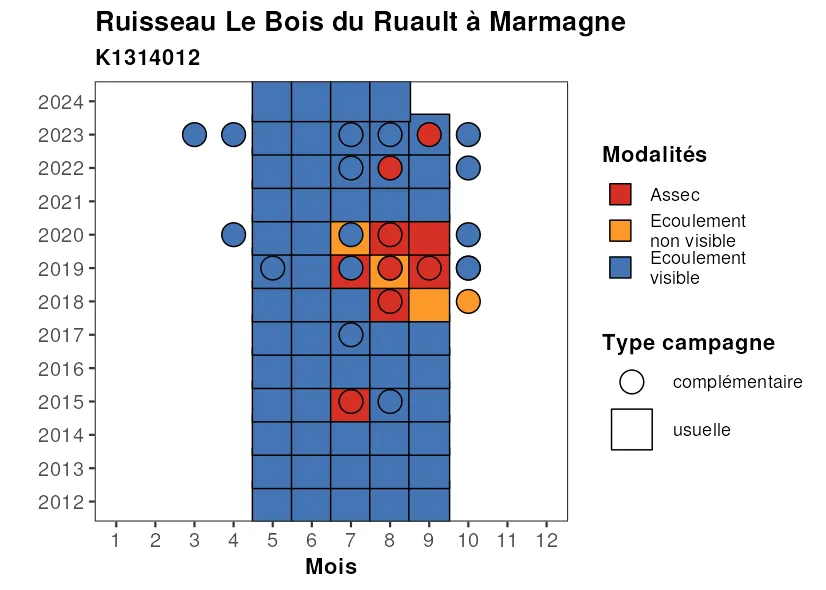 Ruisseau Le Bois du Ruault à Marmagne
K1314012
2024
2023
2022
2021
2020
2019
2018
2017
2016
2015
2014
2013
2012
1 2 3 4 5 6 7 8 9 10 11 12
Mois
Modalités
Assec
Ecoulement
non visible
Ecoulement
visible
Type campagne
complémentaire
usuelle